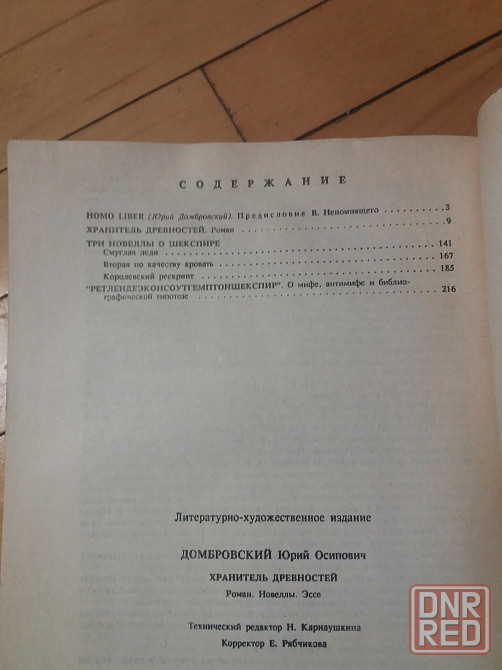 СОДЕРЖАНИЕ
HOMO LIBER (Юрий Домбровский). Предисловие В. Непомнящего . . . . . . . . . . 3
ХРАНИТЕЛЬ ДРЕВНОСТЕЙ. Роман . . . . . . . . . . . . . . . . . . . . . . . . . . . . 9
ТРИ НОВЕЛЛЫ О ШЕКСПИРЕ
Смуглая леди . . . . . . . . . . . . . . . . . . . . . . . . . . . . . . . . 141
Вторая по качеству кровать . . . . . . . . . . . . . . . . . . . . . . . . . . 167
Королевский рескрипт . . . . . . . . . . . . . . . . . . . . . . . . . . . . 185
"РЕТЛЕНДЕЭКОНСОУТГЕМПТОНШЕКСПИР". О мифе, антимифе и библио-
графической гипотезе . . . . . . . . . . . . . . . . . . . . . . . . . . . . 216
Литературно-художественное издание
ДОМБРОВСКИЙ Юрий Осипович
ХРАНИТЕЛЬ ДРЕВНОСТЕЙ
Роман. Новеллы. Эссе
Технический редактор Н. Карнаушкина
Корректор Е. Рябчикова
DNR
RED